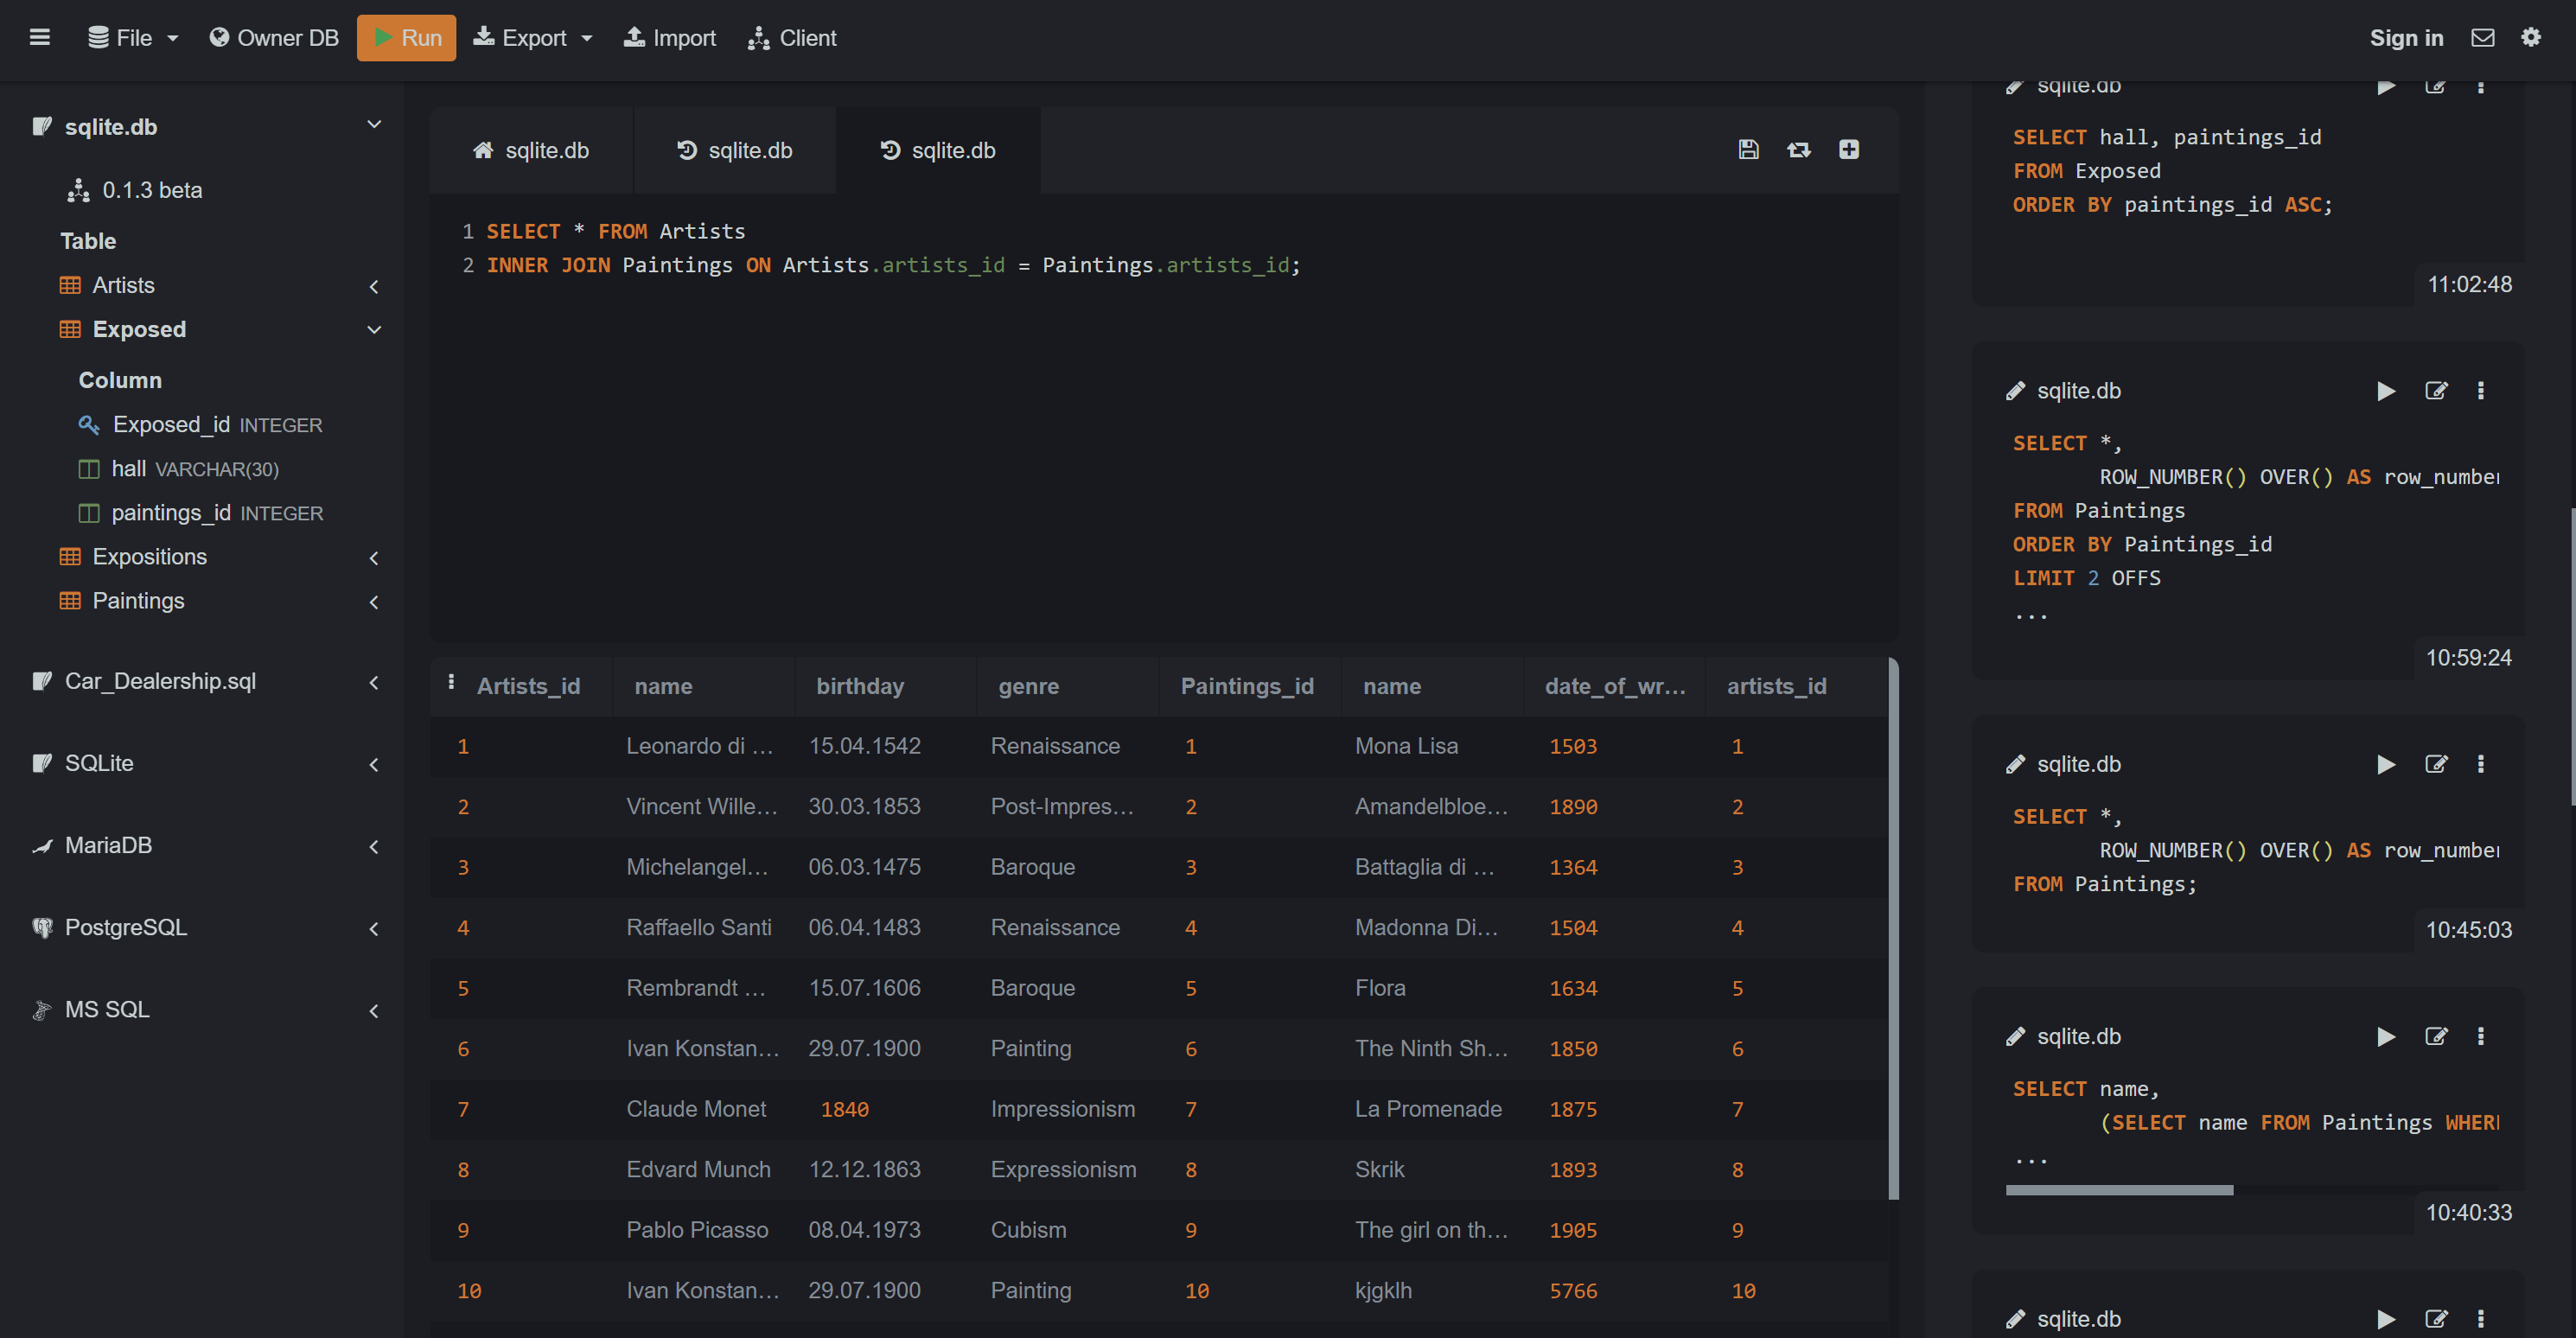 File Owner DB Run Export Import Client Sign in
sqlite.db
0.1.3 beta
Table
Artists
Exposed
Column
Exposed_id INTEGER
hall VARCHAR(30)
paintings_id INTEGER
Expositions
Paintings
Car_Dealership.sql
SQLite
MariaDB
PostgreSQL
MS SQL
sqlite.db sqlite.db sqlite.db
1 SELECT * FROM Artists
2 INNER JOIN Paintings ON Artists.artists_id = Paintings.artists_id;
Artists_id name birthday genre Paintings_id name date_of_wr... artists_id
1 Leonardo di ... 15.04.1542 Renaissance 1 Mona Lisa 1503 1
2 Vincent Wille... 30.03.1853 Post-Impres... 2 Amandelbloe... 1890 2
3 Michelangel... 06.03.1475 Baroque 3 Battaglia di ... 1364 3
4 Raffaello Santi 06.04.1483 Renaissance 4 Madonna Di... 1504 4
5 Rembrandt ... 15.07.1606 Baroque 5 Flora 1634 5
6 Ivan Konstan... 29.07.1900 Painting 6 The Ninth Sh... 1850 6
7 Claude Monet 1840 Impressionism 7 La Promenade 1875 7
8 Edvard Munch 12.12.1863 Expressionism 8 Skrik 1893 8
9 Pablo Picasso 08.04.1973 Cubism 9 The girl on th... 1905 9
10 Ivan Konstan... 29.07.1900 Painting 10 kjgklh 5766 10
sqlite.db
SELECT hall, paintings_id
FROM Exposed
ORDER BY paintings_id ASC;
11:02:48
sqlite.db
SELECT *,
ROW_NUMBER() OVER() AS row_number
FROM Paintings
ORDER BY Paintings_id
LIMIT 2 OFFS
...
10:59:24
sqlite.db
SELECT *,
ROW_NUMBER() OVER() AS row_number
FROM Paintings;
10:45:03
sqlite.db
SELECT name,
(SELECT name FROM Paintings WHERE
...
10:40:33
sqlite.db